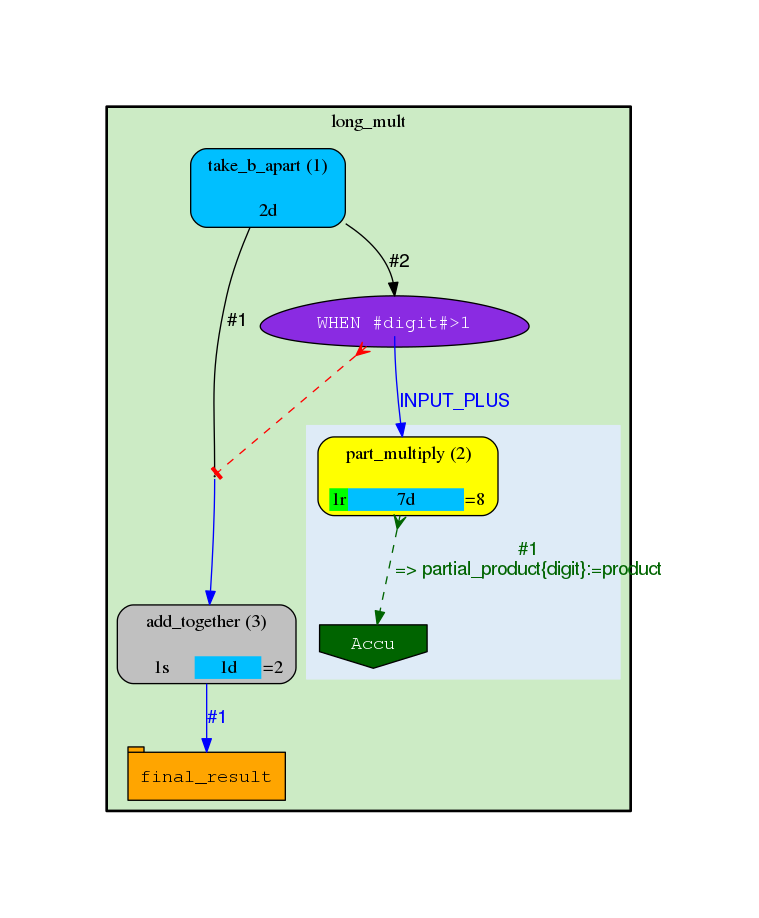 long_mult
take_b_apart (1)
2d
#2
#1
WHEN #digit#>1
INPUT_PLUS
part_multiply (2)
1r 7d =8
#1
=> partial_product{digit}:=product
add_together (3)
Accu
1s 1d =2
#1
final_result